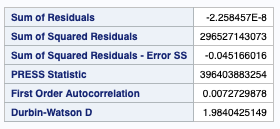 Sum of Residuals -2.258457E-8
Sum of Squared Residuals 296527143073
Sum of Squared Residuals - Error SS -0.045166016
PRESS Statistic 396403883254
First Order Autocorrelation 0.0072729878
Durbin-Watson D 1.9840425149